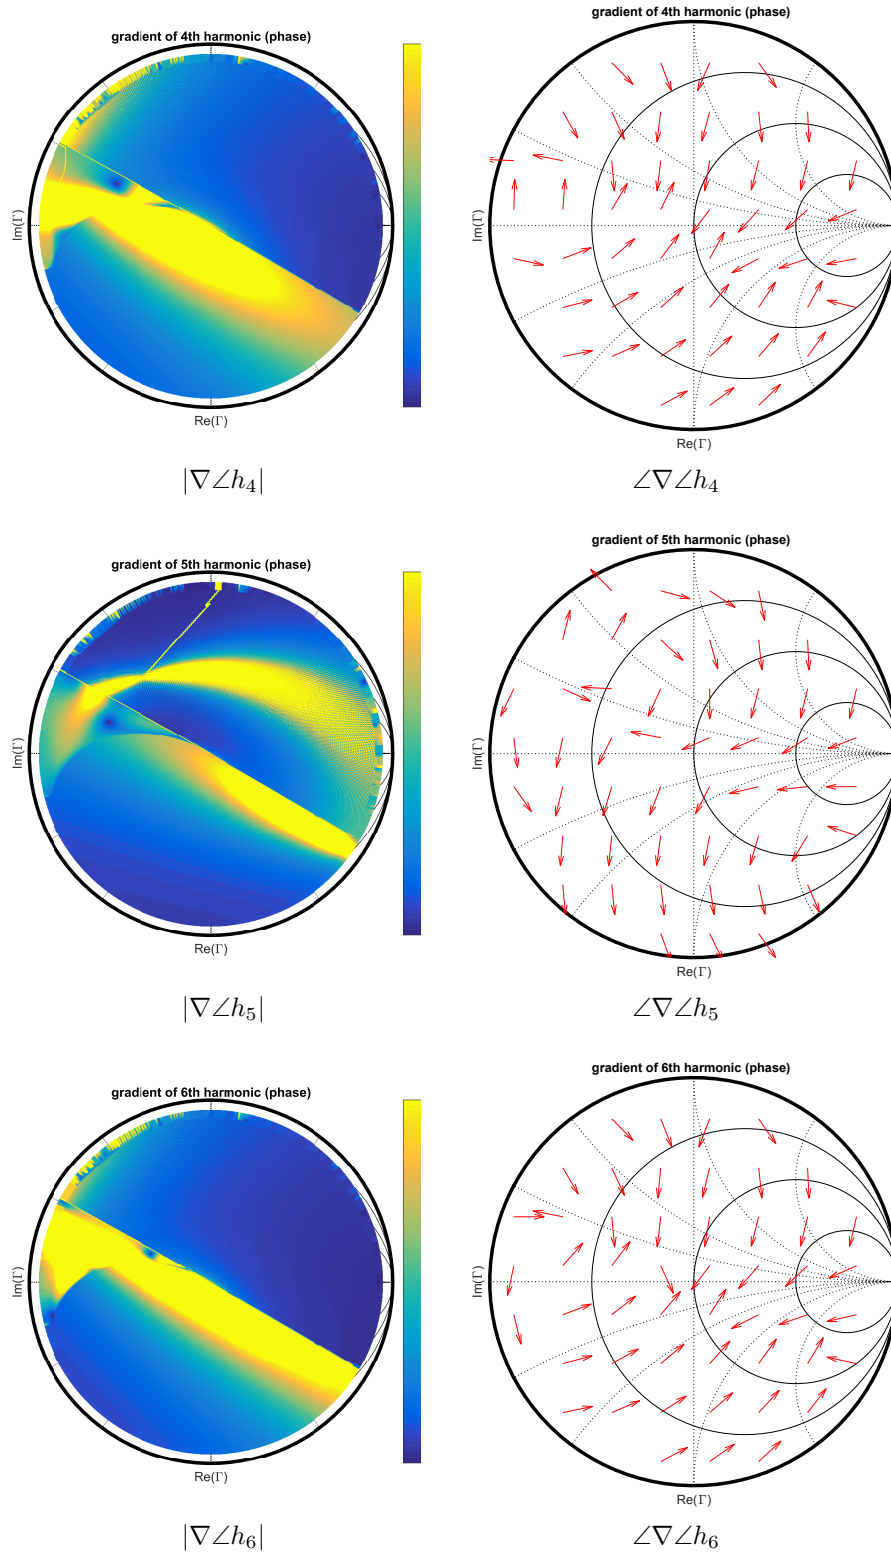 gradient of 4th harmonic (phase)
Im(Γ)
Re(Γ)
|∇∠h₄|
gradient of 4th harmonic (phase)
Im(Γ)
Re(Γ)
∠∇∠h₄
gradient of 5th harmonic (phase)
Im(Γ)
Re(Γ)
|∇∠h₅|
gradient of 5th harmonic (phase)
Im(Γ)
Re(Γ)
∠∇∠h₅
gradient of 6th harmonic (phase)
Im(Γ)
Re(Γ)
|∇∠h₆|
gradient of 6th harmonic (phase)
Im(Γ)
Re(Γ)
∠∇∠h₆